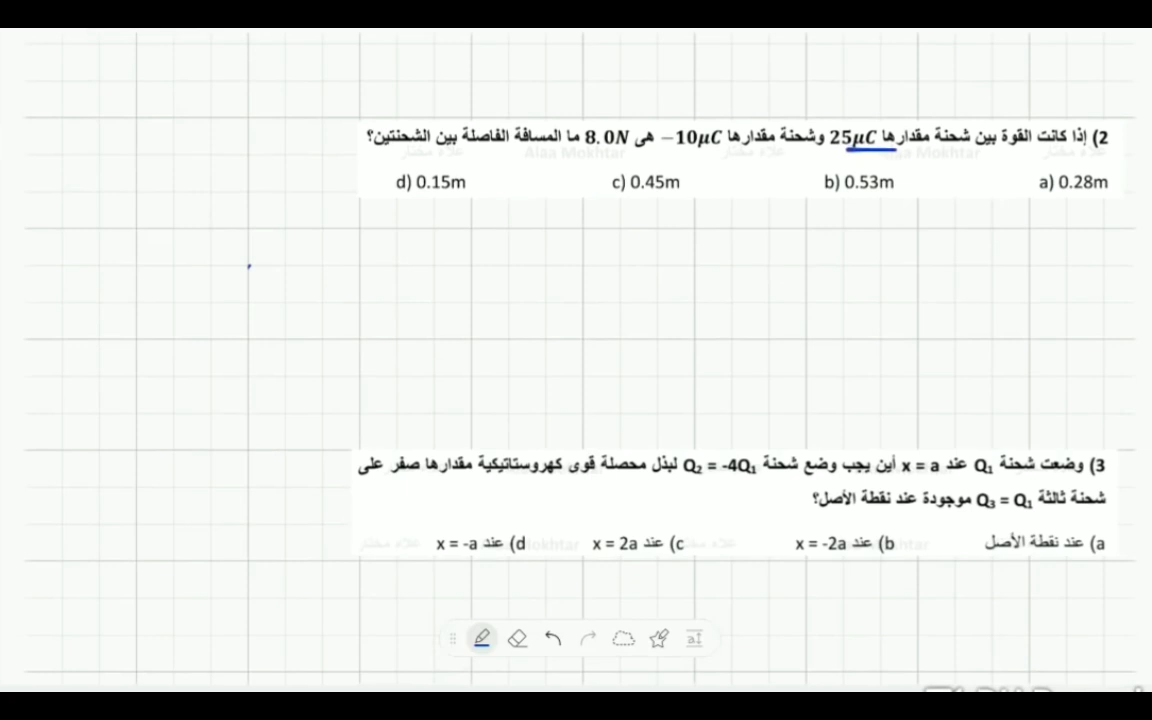 2) إذا كانت القوة بين شحنة مقدارها 25μC وشحنة مقدارها −10μC هى 8.0N ما المسافة الفاصلة بين الشحنتين؟
a) 0.28m b) 0.53m c) 0.45m d) 0.15m
3) وضعت شحنة Q₁ عند x = a أين يجب وضع شحنة Q₂ = -4Q₁ لبذل محصلة قوى كهروستاتيكية مقدارها صفر على
شحنة ثالثة Q₃ = Q₁ موجودة عند نقطة الأصل؟
a) عند نقطة الأصل b) عند x = -2a c) عند x = 2a d) عند x = -a